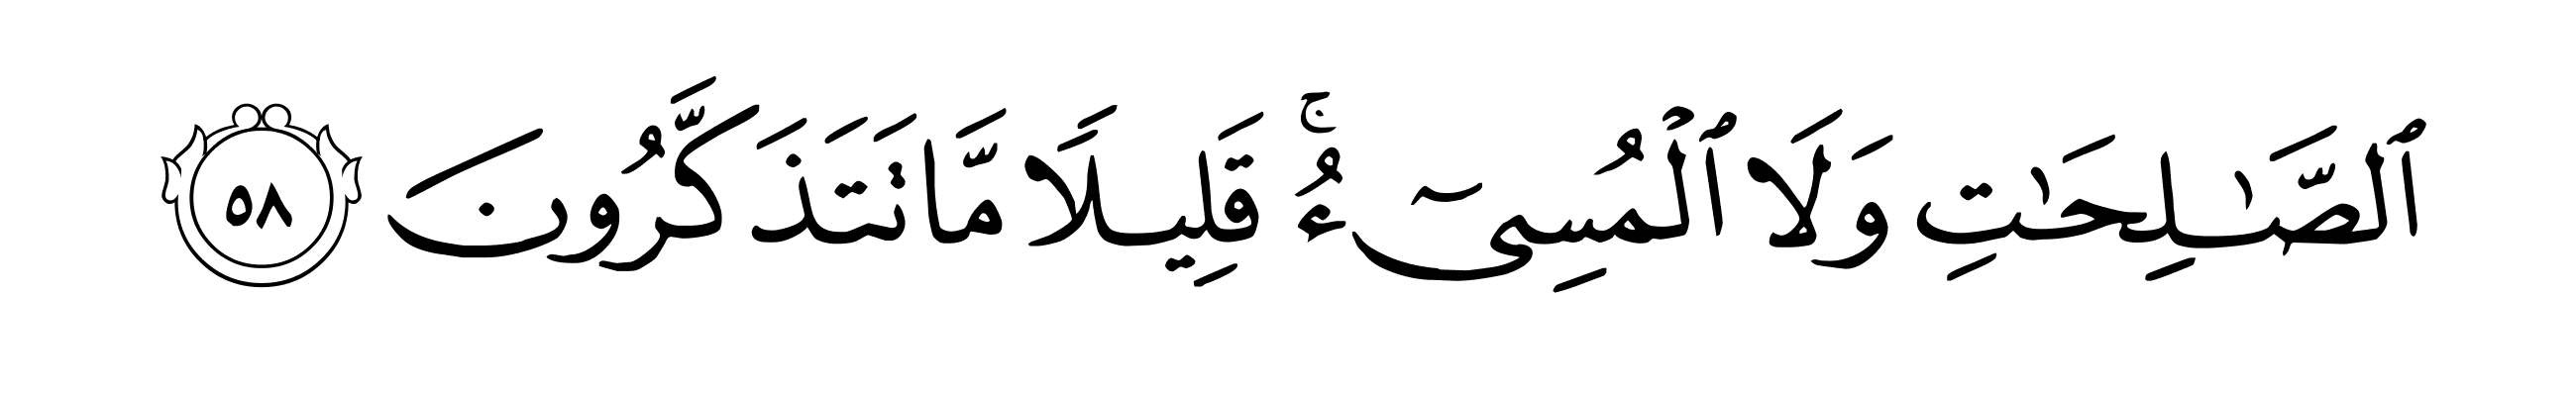 ٱلصَّٰلِحَٰتِ وَلَا ٱلْمُسِىٓءُ ۚ قَلِيلًا مَّا تَتَذَكَّرُونَ ٥٨